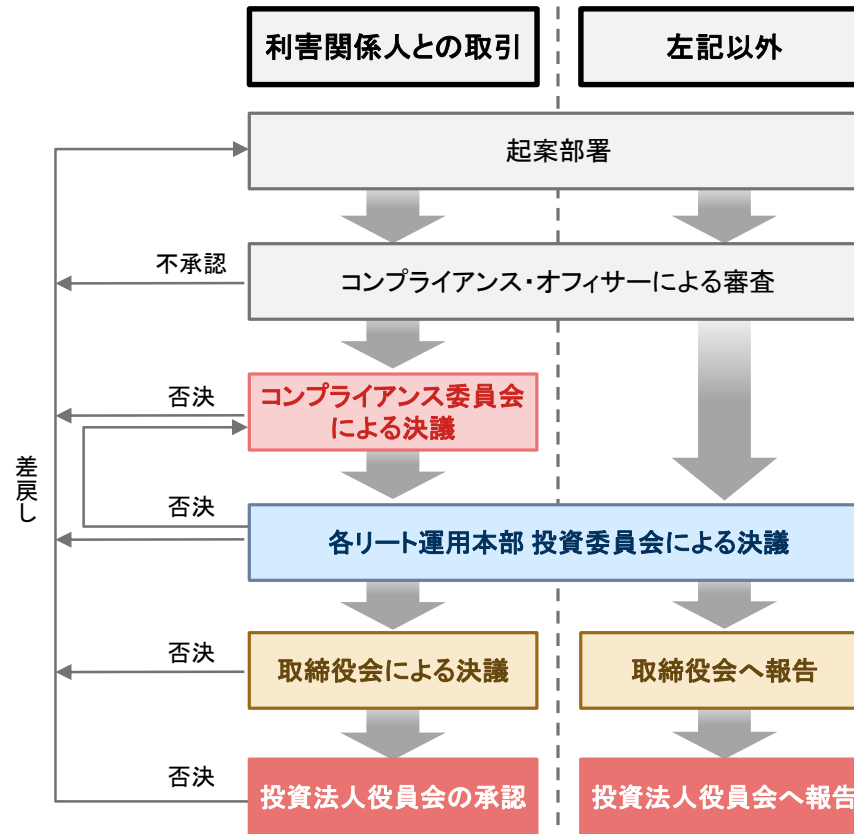 利害関係人との取引
左記以外
起案部署
不承認
コンプライアンス・オフィサーによる審査
否決
コンプライアンス委員会
による決議
差戻し
否決
各リート運用本部 投資委員会による決議
否決
取締役会による決議
取締役会へ報告
否決
投資法人役員会の承認
投資法人役員会へ報告